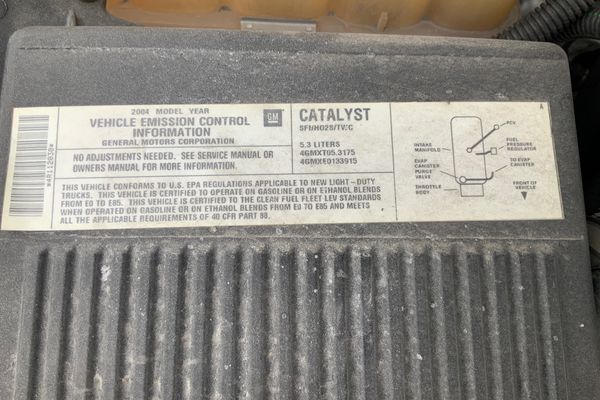 2004 MODEL YEAR
VEHICLE EMISSION CONTROL
INFORMATION
GENERAL MOTORS CORPORATION
GM
NO ADJUSTMENTS NEEDED. SEE SERVICE MANUAL OR
OWNERS MANUAL FOR MORE INFORMATION.
CATALYST
SFI/HO2S/TWC
5.3 LITERS
4GMXT05.3175
4GMXE0133915
THIS VEHICLE CONFORMS TO U.S. EPA REGULATIONS APPLICABLE TO NEW LIGHT-DUTY
TRUCKS. THIS VEHICLE IS CERTIFIED TO OPERATE ON GASOLINE OR ON ETHANOL BLENDS
FROM E0 TO E85. THIS VEHICLE IS CERTIFIED TO THE CLEAN FUEL FLEET LEV STANDARDS
WHEN OPERATED ON GASOLINE OR ON ETHANOL BLENDS FROM E0 TO E85 AND MEETS
ALL THE APPLICABLE REQUIREMENTS OF 40 CFR PART 88.
A
PCV
INTAKE
MANIFOLD
FUEL
PRESSURE
REGULATOR
EVAP
CANISTER
PURGE
VALVE
TO EVAP
CANISTER
THROTTLE
BODY
FRONT OF
VEHICLE